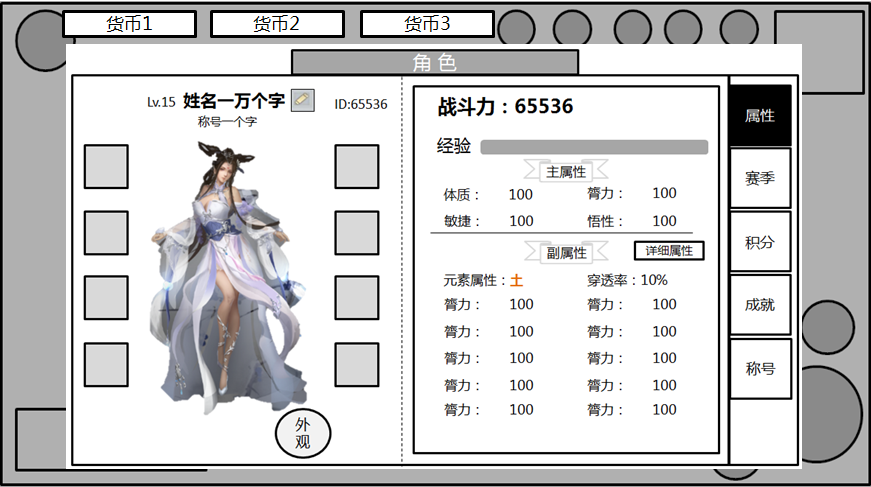 货币1 货币2 货币3
角色
Lv.15 姓名一万个字 ID:65536
称号一个字
外观
战斗力：65536
经验
主属性
体质： 100 膂力： 100
敏捷： 100 悟性： 100
副属性 详细属性
元素属性：土 穿透率：10%
膂力： 100 膂力： 100
膂力： 100 膂力： 100
膂力： 100 膂力： 100
膂力： 100 膂力： 100
膂力： 100 膂力： 100
属性
赛季
积分
成就
称号